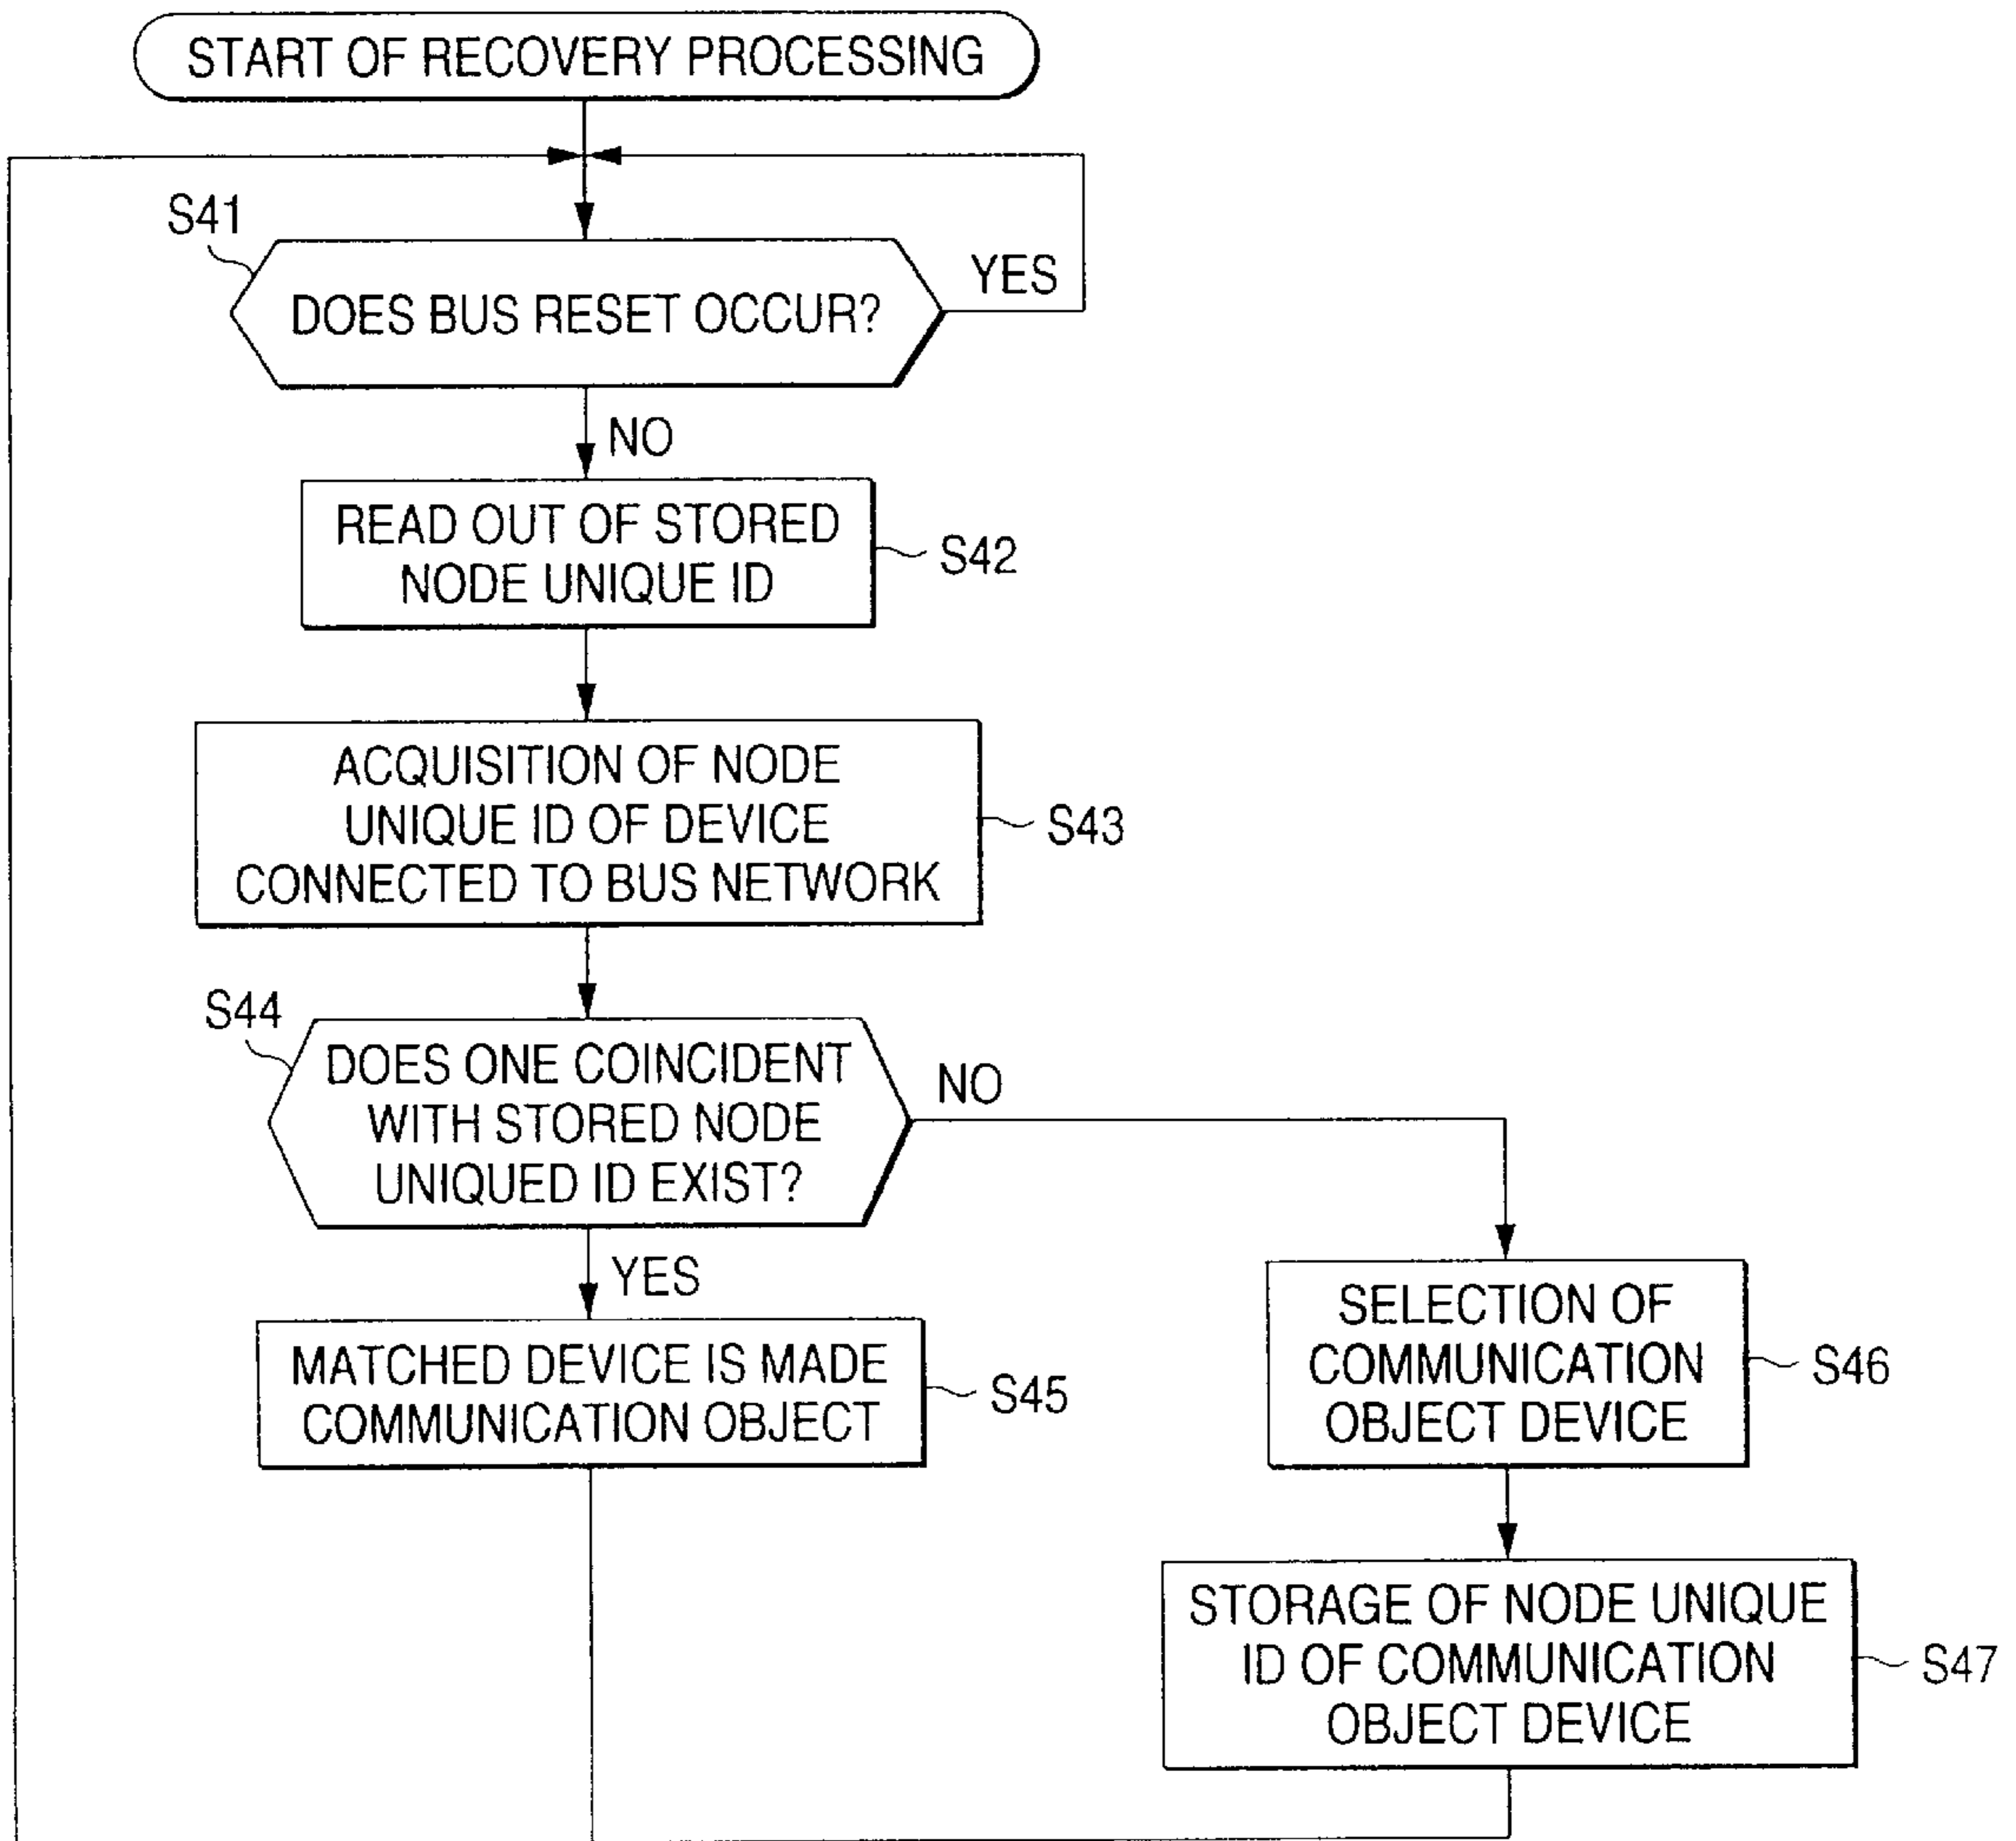 START OF RECOVERY PROCESSING
S41
DOES BUS RESET OCCUR?
YES
NO
READ OUT OF STORED
NODE UNIQUE ID
S42
ACQUISITION OF NODE
UNIQUE ID OF DEVICE
CONNECTED TO BUS NETWORK
S43
S44
DOES ONE COINCIDENT
WITH STORED NODE
UNIQUED ID EXIST?
NO
YES
MATCHED DEVICE IS MADE
COMMUNICATION OBJECT
S45
SELECTION OF
COMMUNICATION
OBJECT DEVICE
S46
STORAGE OF NODE UNIQUE
ID OF COMMUNICATION
OBJECT DEVICE
S47